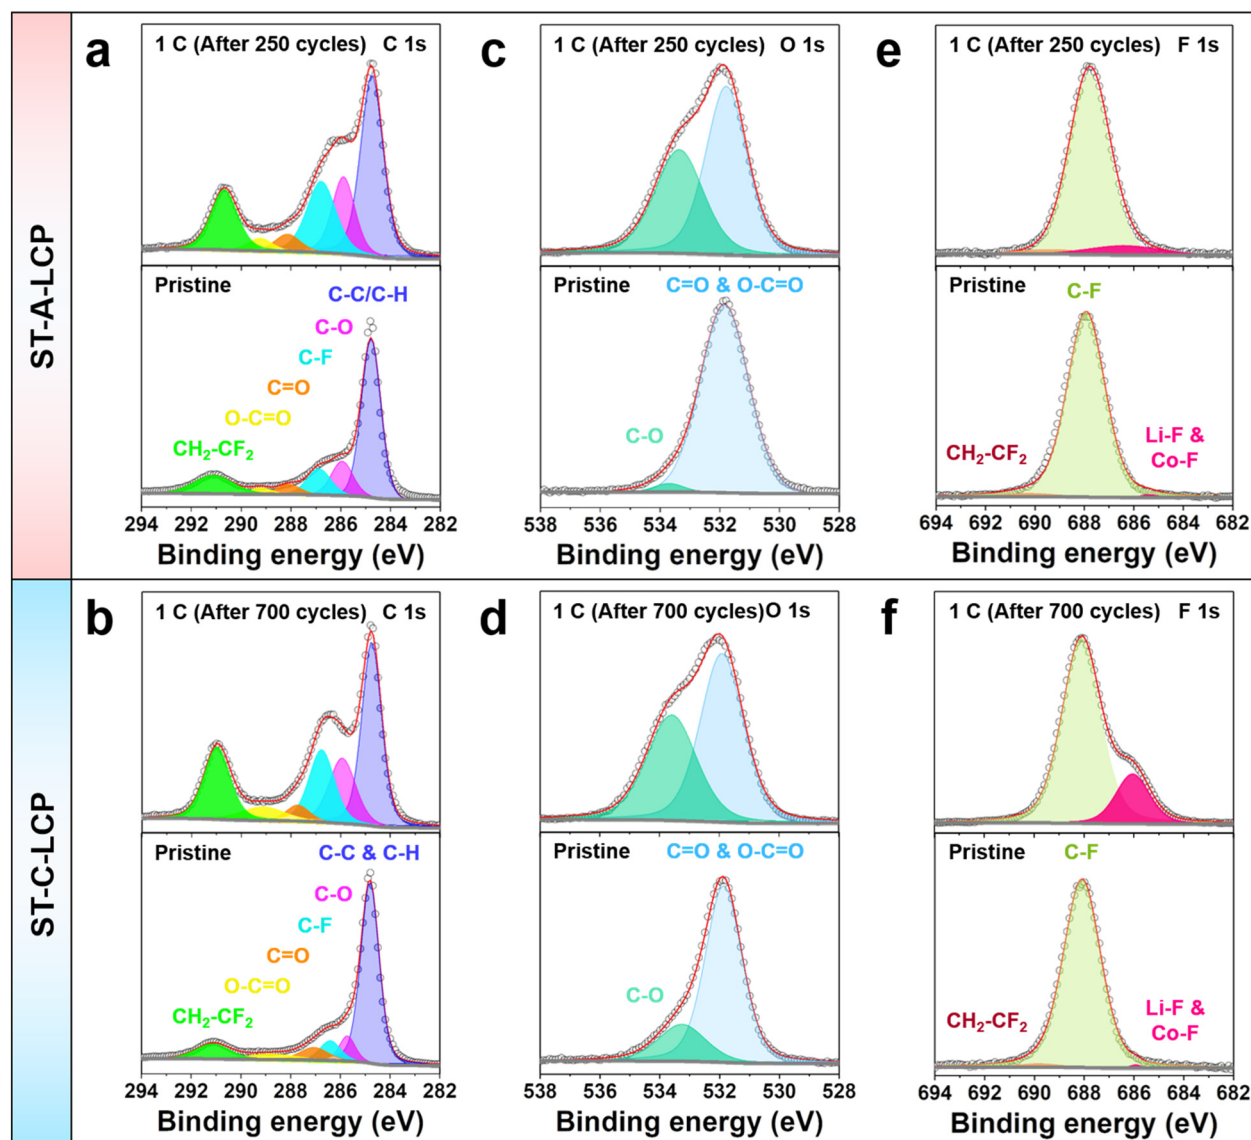 ST-A-LCP
a
1 C (After 250 cycles) C 1s
Pristine
C-C/C-H
C-O
C-F
C=O
O-C=O
CH₂-CF₂
294 290 288 286 284 282
Binding energy (eV)
c
1 C (After 250 cycles) O 1s
Pristine
C=O & O-C=O
C-O
538 536 534 532 530 528
Binding energy (eV)
e
1 C (After 250 cycles) F 1s
Pristine
C-F
CH₂-CF₂
Li-F &
Co-F
694 692 690 688 686 684 682
Binding energy (eV)
ST-C-LCP
b
1 C (After 700 cycles) C 1s
Pristine
C-C & C-H
C-O
C-F
C=O
O-C=O
CH₂-CF₂
294 290 288 286 284 282
Binding energy (eV)
d
1 C (After 700 cycles)O 1s
Pristine
C=O & O-C=O
C-O
538 536 534 532 530 528
Binding energy (eV)
f
1 C (After 700 cycles) F 1s
Pristine
C-F
CH₂-CF₂
Li-F &
Co-F
694 692 690 688 686 684 682
Binding energy (eV)